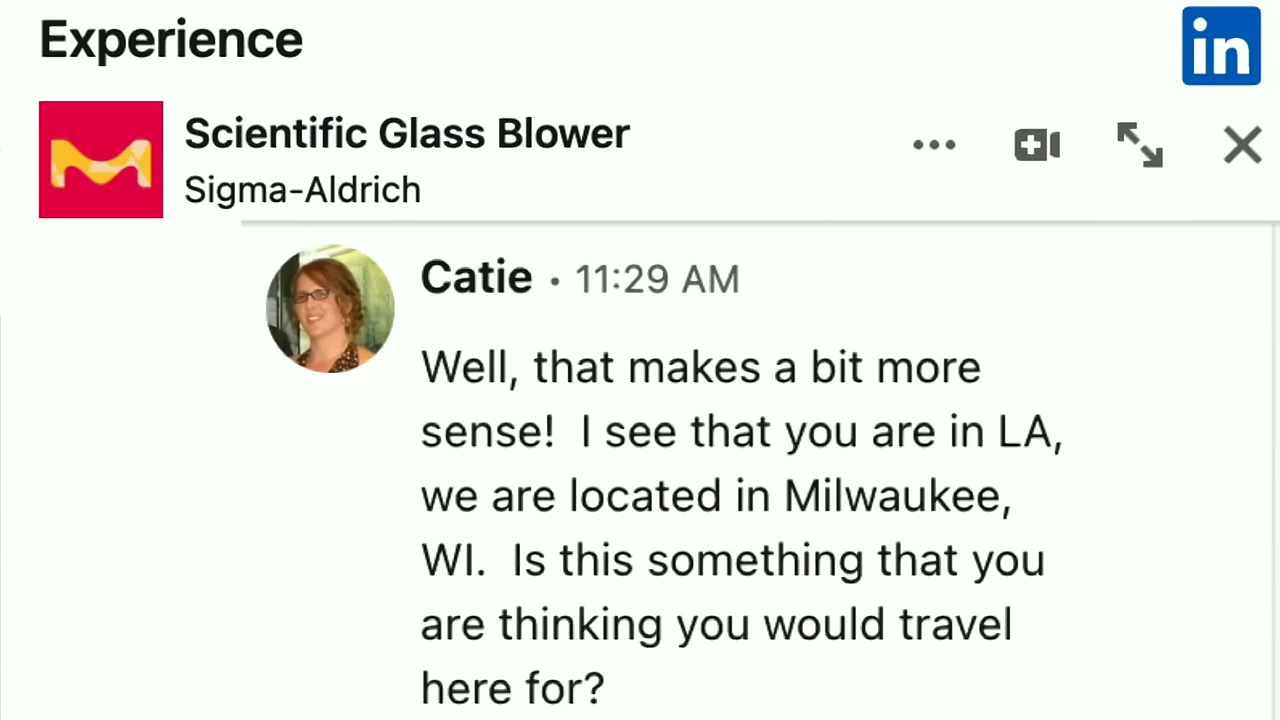 Experience
in
Scientific Glass Blower
Sigma-Aldrich
Catie · 11:29 AM
Well, that makes a bit more
sense!  I see that you are in LA,
we are located in Milwaukee,
WI.  Is this something that you
are thinking you would travel
here for?